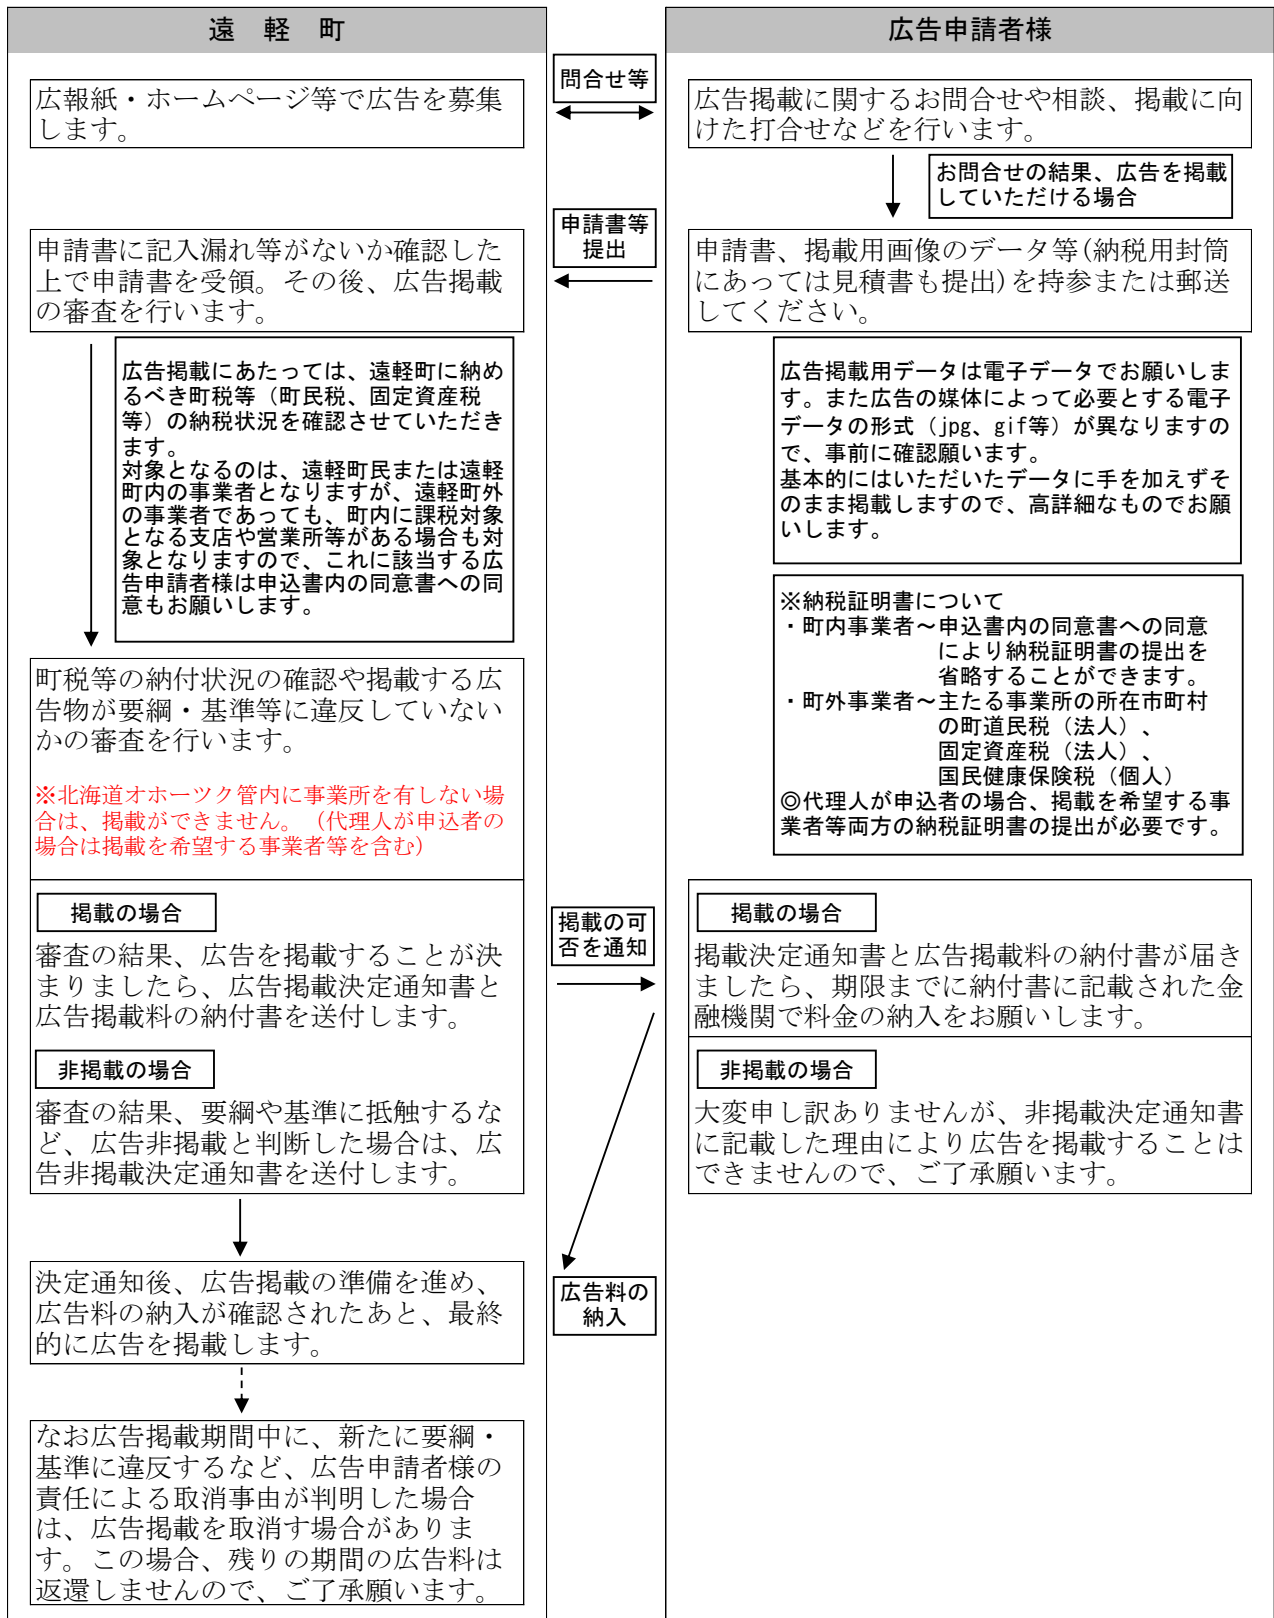 遠　軽　町
広告申請者様
広報紙・ホームページ等で広告を募集
します。
問合せ等
広告掲載に関するお問合せや相談、掲載に向
けた打合せなどを行います。
お問合せの結果、広告を掲載
していただける場合
申請書等
提出
申請書に記入漏れ等がないか確認した
上で申請書を受領。その後、広告掲載
の審査を行います。
申請書、掲載用画像のデータ等(納税用封筒
にあっては見積書も提出)を持参または郵送
してください。
広告掲載にあたっては、遠軽町に納め
るべき町税等（町民税、固定資産税
等）の納税状況を確認させていただき
ます。
対象となるのは、遠軽町民または遠軽
町内の事業者となりますが、遠軽町外
の事業者であっても、町内に課税対象
となる支店や営業所等がある場合も対
象となりますので、これに該当する広
告申請者様は申込書内の同意書への同
意もお願いします。
広告掲載用データは電子データでお願いしま
す。また広告の媒体によって必要とする電子
データの形式（jpg、gif等）が異なりますの
で、事前に確認願います。
基本的にはいただいたデータに手を加えずそ
のまま掲載しますので、高詳細なものでお願
いします。
※納税証明書について
・町内事業者～申込書内の同意書への同意
により納税証明書の提出を
省略することができます。
・町外事業者～主たる事業所の所在市町村
の町道民税（法人）、
固定資産税（法人）、
国民健康保険税（個人）
◎代理人が申込者の場合、掲載を希望する事
業者等両方の納税証明書の提出が必要です。
町税等の納付状況の確認や掲載する広
告物が要綱・基準等に違反していない
かの審査を行います。
※北海道オホーツク管内に事業所を有しない場
合は、掲載ができません。（代理人が申込者の
場合は掲載を希望する事業者等を含む）
掲載の場合
審査の結果、広告を掲載することが決
まりましたら、広告掲載決定通知書と
広告掲載料の納付書を送付します。
非掲載の場合
審査の結果、要綱や基準に抵触するな
ど、広告非掲載と判断した場合は、広
告非掲載決定通知書を送付します。
掲載の可
否を通知
掲載の場合
掲載決定通知書と広告掲載料の納付書が届き
ましたら、期限までに納付書に記載された金
融機関で料金の納入をお願いします。
非掲載の場合
大変申し訳ありませんが、非掲載決定通知書
に記載した理由により広告を掲載することは
できませんので、ご了承願います。
決定通知後、広告掲載の準備を進め、
広告料の納入が確認されたあと、最終
的に広告を掲載します。
広告料の
納入
なお広告掲載期間中に、新たに要綱・
基準に違反するなど、広告申請者様の
責任による取消事由が判明した場合
は、広告掲載を取消す場合がありま
す。この場合、残りの期間の広告料は
返還しませんので、ご了承願います。